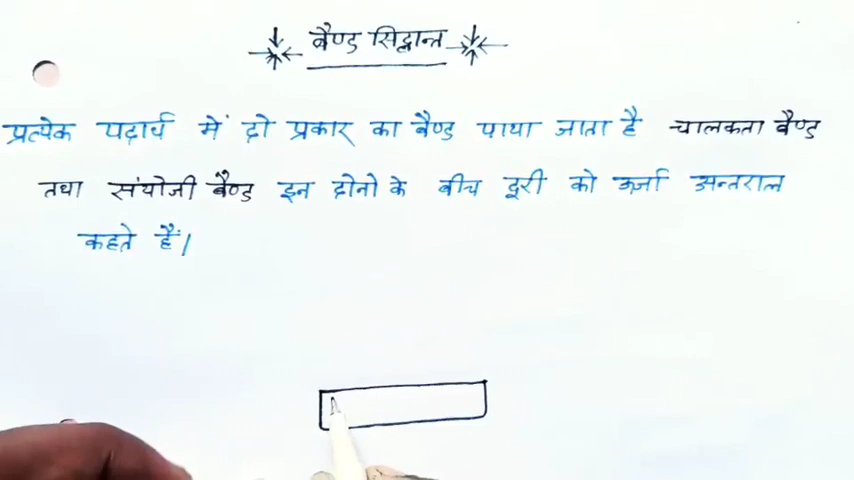 बैण्ड सिद्धान्त
प्रत्येक पदार्थ में दो प्रकार का बैण्ड पाया जाता है चालकता बैण्ड
तथा संयोजी बैण्ड इन दोनो के बीच दूरी को ऊर्जा अन्तराल
कहते हैं।